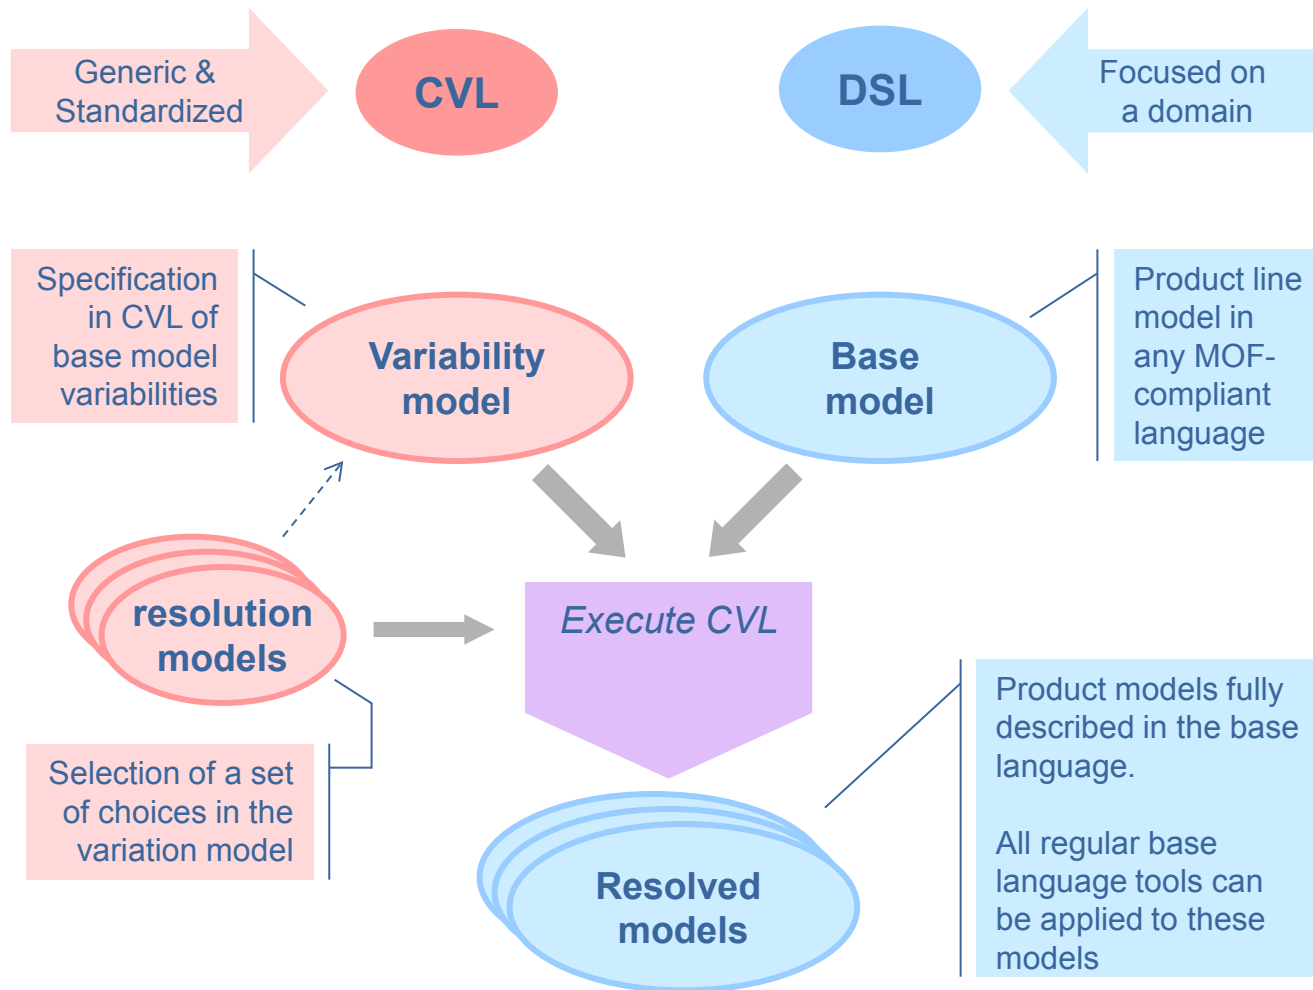 Generic &
Standardized
CVL
DSL
Focused on
a domain
Specification
in CVL of
base model
variabilities
Variability
model
Base
model
Product line
model in
any MOF-
compliant
language
resolution
models
Execute CVL
Selection of a set
of choices in the
variation model
Product models fully
described in the base
language.
All regular base
language tools can
be applied to these
models
Resolved
models